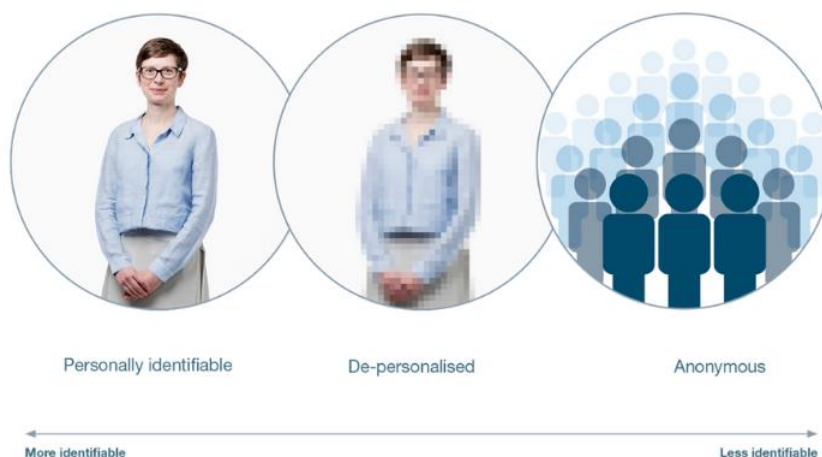 Personally identifiable
De-personalised
Anonymous
More identifiable
Less identifiable